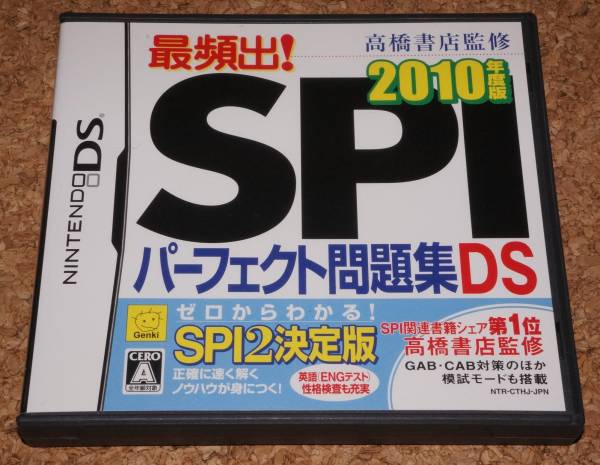 最頻出!
高橋書店監修
2010年度版
SPI
パーフェクト問題集DS
NINTENDO DS
Genki
ゼロからわかる!
SPI2決定版
正確に速く解く
ノウハウが身につく!
英語(ENGテスト)
性格検査も充実
SPI関連書籍シェア第1位
高橋書店監修
GAB・CAB対策のほか
模試モードも搭載
NTR-CTHJ-JPN
CERO
A
全年齢対象